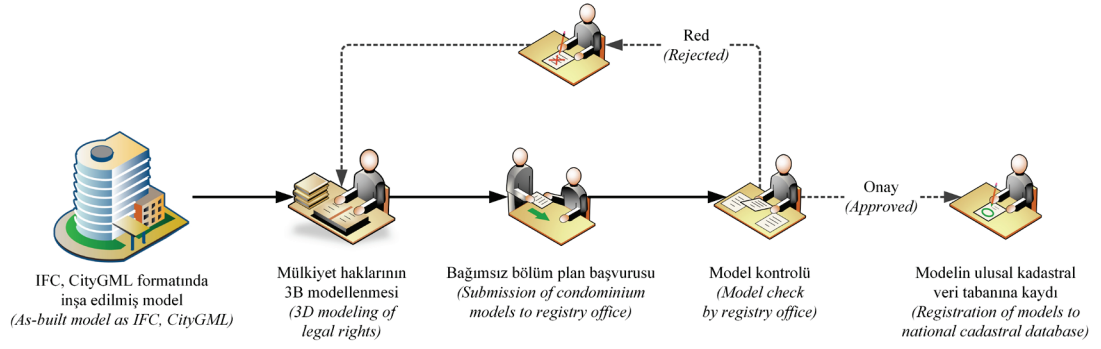 Red
(Rejected)
Onay
(Approved)
IFC, CityGML formatında
inşa edilmiş model
(As-built model as IFC, CityGML)
Mülkiyet haklarının
3B modellenmesi
(3D modeling of
legal rights)
Bağımsız bölüm plan başvurusu
(Submission of condominium
models to registry office)
Model kontrolü
(Model check
by registry office)
Modelin ulusal kadastral
veri tabanına kaydı
(Registration of models to
national cadastral database)